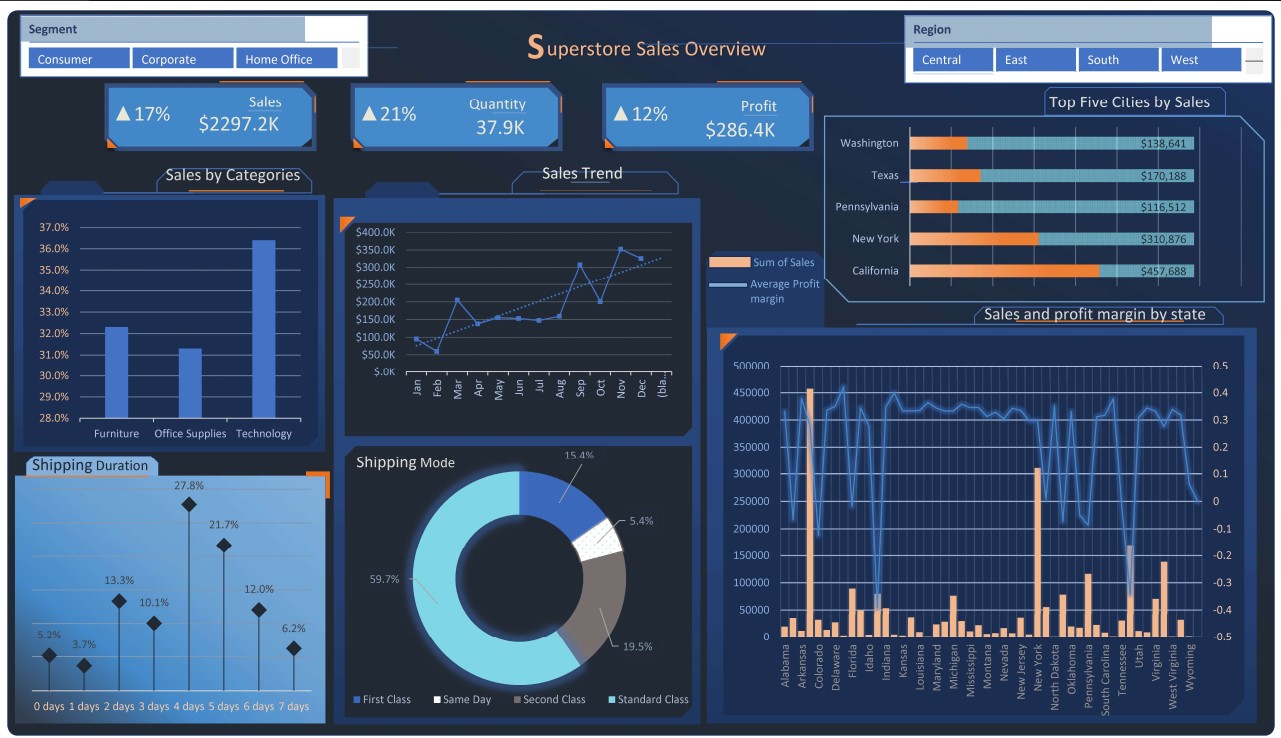 Segment
Consumer
Corporate
Home Office
Superstore Sales Overview
Region
Central
East
South
West
▲17%
Sales
$2297.2K
▲21%
Quantity
37.9K
▲12%
Profit
$286.4K
Top Five Cities by Sales
Washington
$138,641
Texas
$170,188
Pennsylvania
$116,512
New York
$310,876
California
$457,688
Sales by Categories
37.0%
36.0%
35.0%
34.0%
33.0%
32.0%
31.0%
30.0%
29.0%
28.0%
Furniture
Office Supplies
Technology
Sales Trend
$400.0K
$350.0K
$300.0K
$250.0K
$200.0K
$150.0K
$100.0K
$50.0K
$.0K
Jan
Feb
Mar
Apr
May
Jun
Jul
Aug
Sep
Oct
Nov
Dec
(bla...
Sum of Sales
Average Profit
margin
Shipping Duration
5.2%
3.7%
13.3%
10.1%
27.8%
21.7%
12.0%
6.2%
0 days
1 days
2 days
3 days
4 days
5 days
6 days
7 days
Shipping Mode
15.4%
5.4%
59.7%
19.5%
First Class
Same Day
Second Class
Standard Class
Sales and profit margin by state
500000
450000
400000
350000
300000
250000
200000
150000
100000
50000
0
0.5
0.4
0.3
0.2
0.1
0
-0.1
-0.2
-0.3
-0.4
-0.5
Alabama
Arkansas
Colorado
Delaware
Florida
Idaho
Indiana
Kansas
Louisiana
Maryland
Michigan
Mississippi
Montana
Nevada
New Jersey
New York
North Dakota
Oklahoma
Pennsylvania
South Carolina
Tennessee
Utah
Virginia
West Virginia
Wyoming